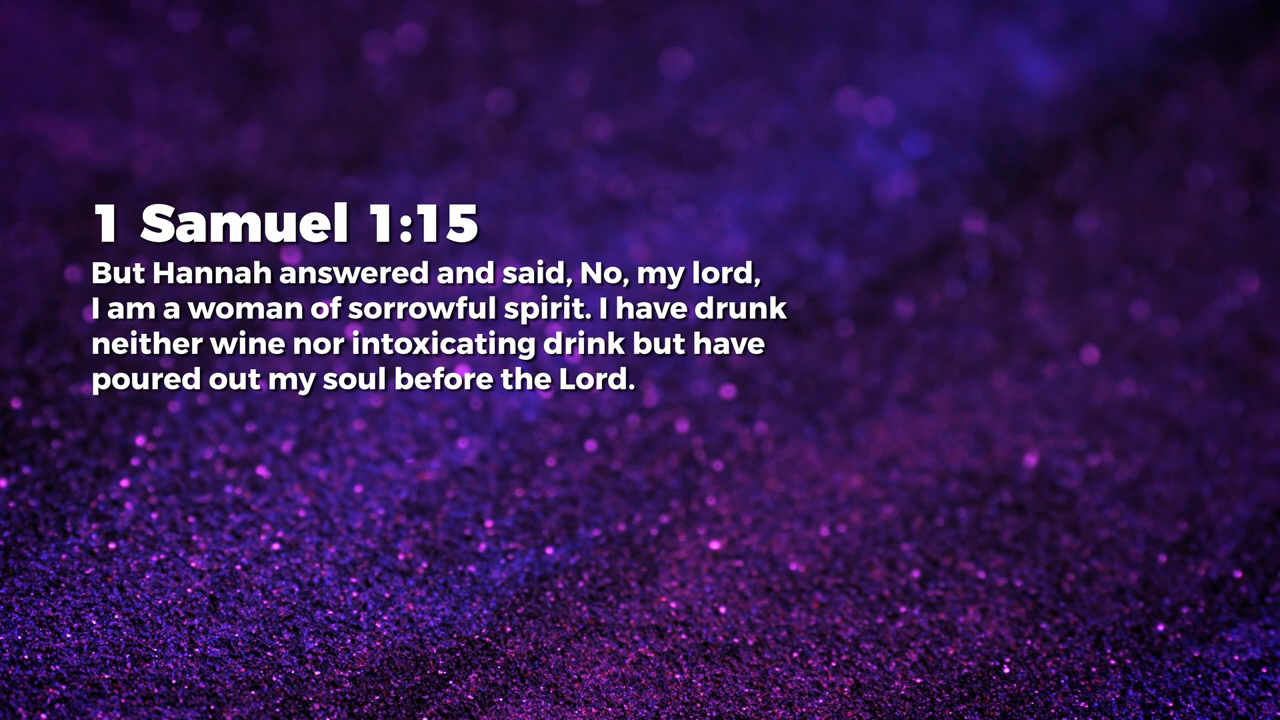 1 Samuel 1:15
But Hannah answered and said, No, my lord,
I am a woman of sorrowful spirit. I have drunk
neither wine nor intoxicating drink but have
poured out my soul before the Lord.